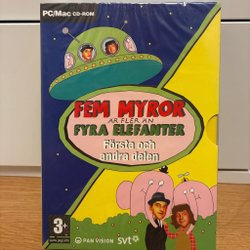 PC/Mac CD-ROM
FEM MYROR
ÄR FLER ÄN
FYRA ELEFANTER
Första och
andra delen
3+
PAN VISION
svt